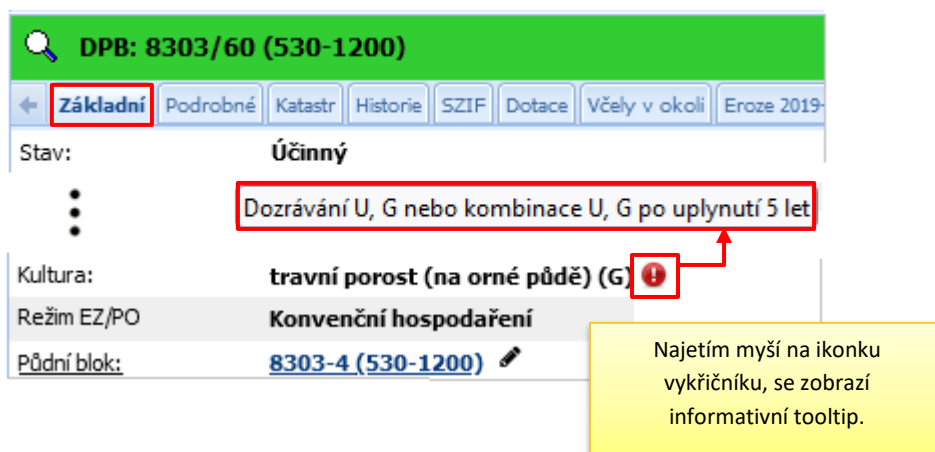 DPB: 8303/60 (530-1200)
Základní Podrobné Katastr Historie SZIF Dotace Včely v okolí Eroze 2019-
Stav: Účinný
Dozrávání U, G nebo kombinace U, G po uplynutí 5 let
Kultura: travní porost (na orné půdě) (G)
Režim EZ/PO Konvenční hospodaření
Půdní blok: 8303-4 (530-1200)
Najetím myší na ikonku
vykřičníku, se zobrazí
informativní tooltip.